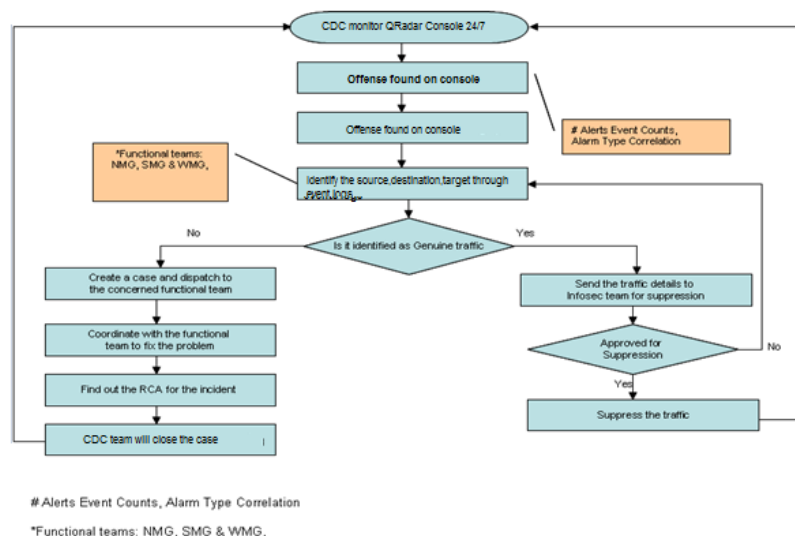 CDC monitor QRadar Console 24/7
Offense found on console
# Alerts Event Counts,
Alarm Type Correlation
Offense found on console
*Functional teams:
NMG, SMG & WMG,
Identify the source,destination,target through
event logs
Is it identified as Genuine traffic
No
Yes
Create a case and dispatch to
the concerned functional team
Send the traffic details to
Infosec team for suppression
Coordinate with the functional
team to fix the problem
Approved for
Suppression
No
Find out the RCA for the incident
Yes
Suppress the traffic
CDC team will close the case
# Alerts Event Counts, Alarm Type Correlation
*Functional teams: NMG, SMG & WMG,